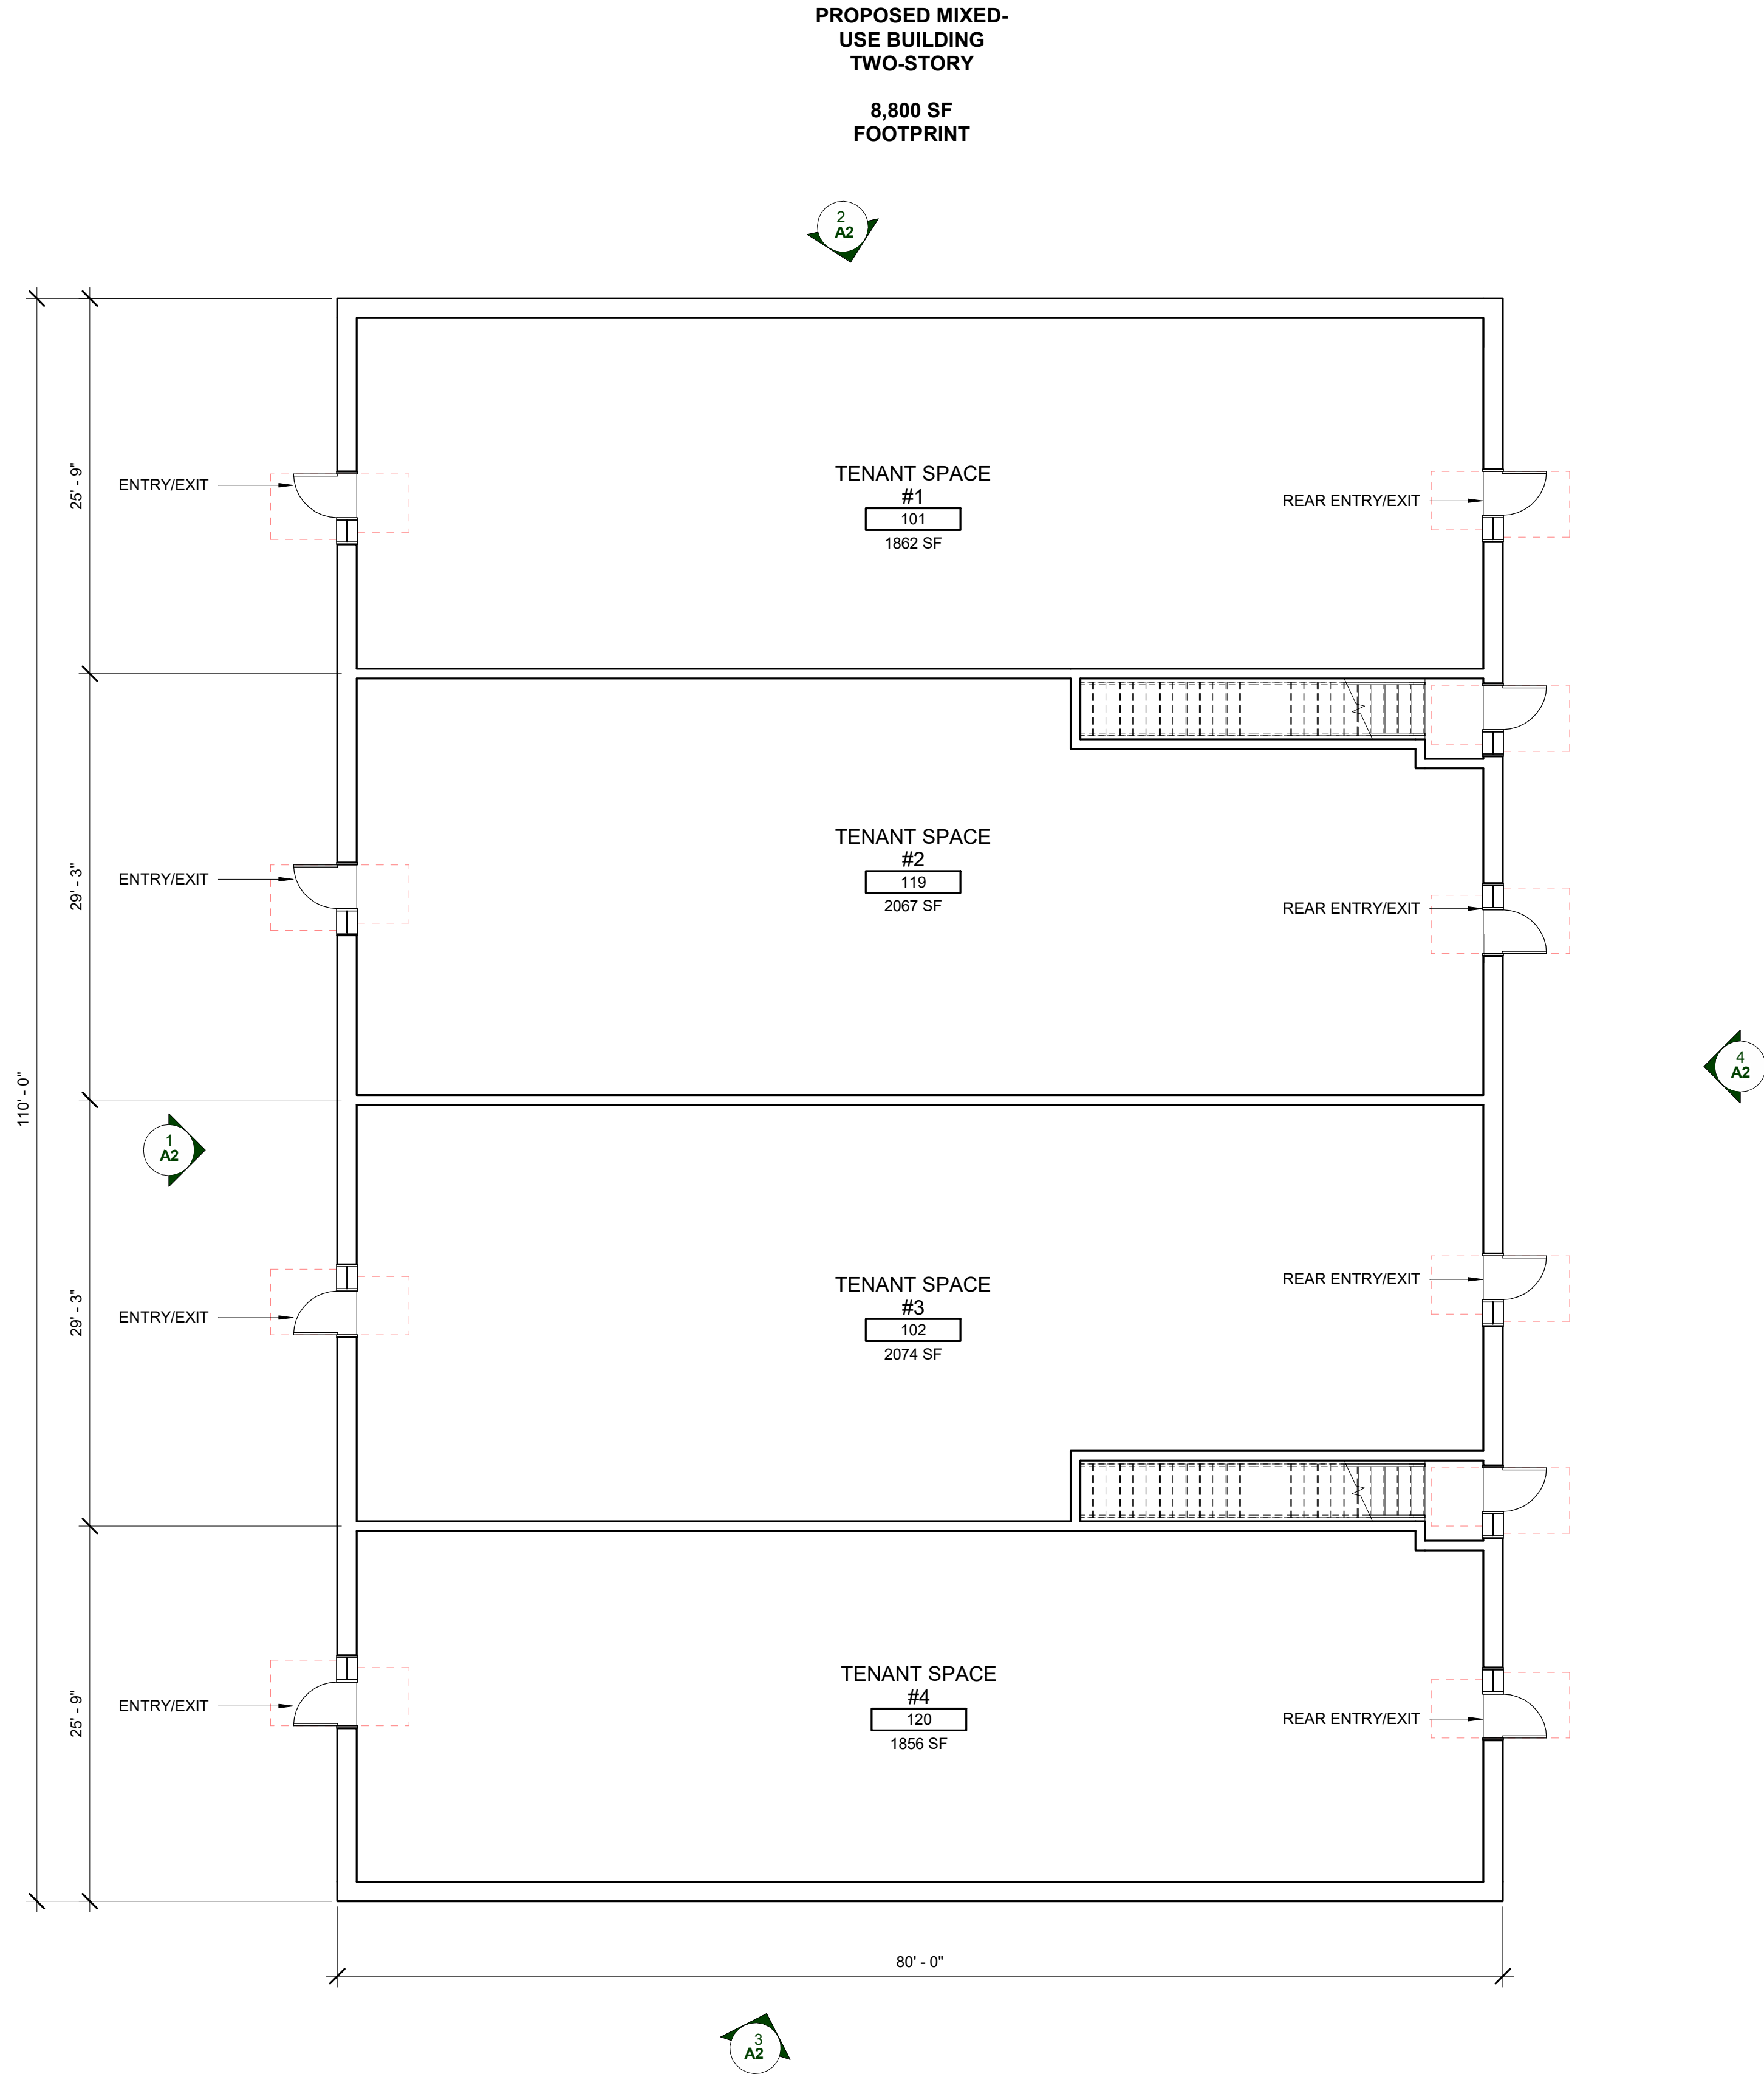 PROPOSED MIXED-
USE BUILDING
TWO-STORY
8,800 SF
FOOTPRINT
2
A2
25' - 9"
ENTRY/EXIT
TENANT SPACE
#1
101
1862 SF
REAR ENTRY/EXIT
29' - 3"
ENTRY/EXIT
TENANT SPACE
#2
119
2067 SF
REAR ENTRY/EXIT
110' - 0"
1
A2
4
A2
29' - 3"
ENTRY/EXIT
TENANT SPACE
#3
102
2074 SF
REAR ENTRY/EXIT
25' - 9"
ENTRY/EXIT
TENANT SPACE
#4
120
1856 SF
REAR ENTRY/EXIT
80' - 0"
3
A2